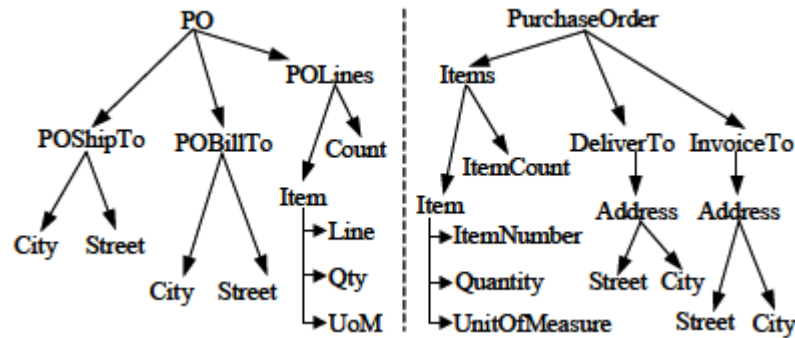 PO
POLines
POShipTo
POBillTo
Count
Item
City
Street
Line
Qty
City
Street
UoM
PurchaseOrder
Items
DeliverTo
InvoiceTo
ItemCount
Item
Address
Address
ItemNumber
Quantity
Street
City
UnitOfMeasure
Street
City